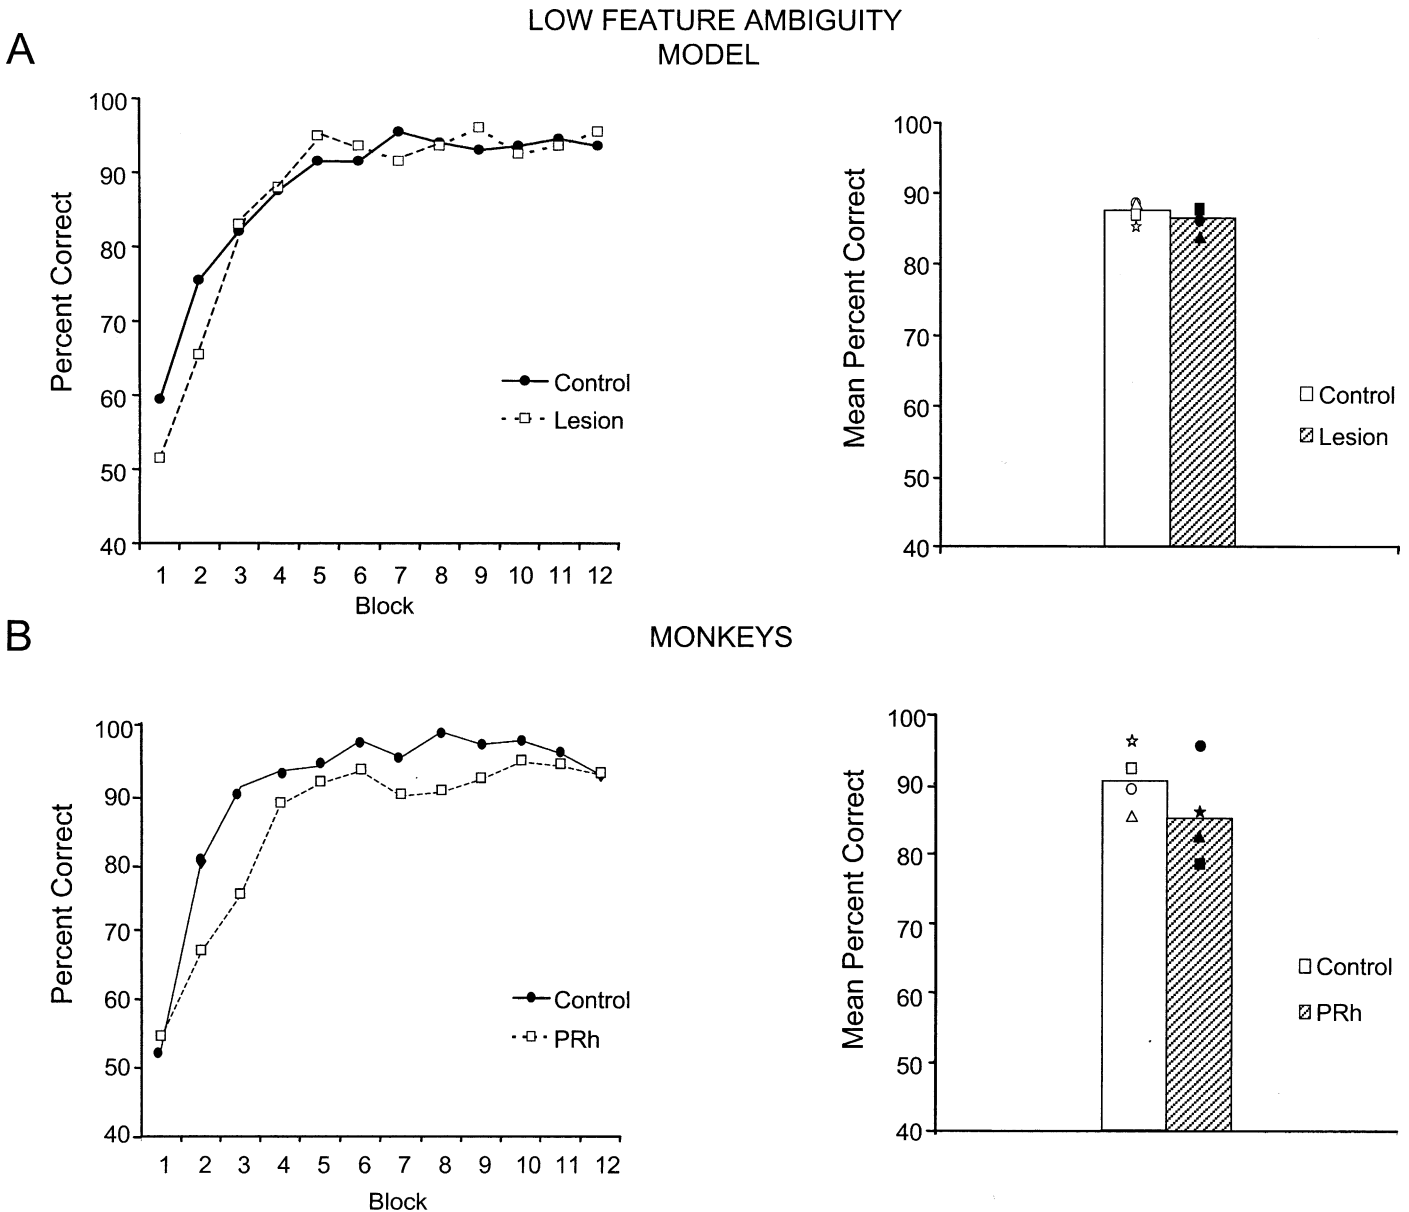 LOW FEATURE AMBIGUITY
MODEL
A
100
90
80
70
60
50
40
Percent Correct
Control
Lesion
1 2 3 4 5 6 7 8 9 10 11 12
Block
100
90
80
70
60
50
40
Mean Percent Correct
Control
Lesion
B
MONKEYS
100
90
80
70
60
50
40
Percent Correct
Control
PRh
1 2 3 4 5 6 7 8 9 10 11 12
Block
100
90
80
70
60
50
40
Mean Percent Correct
Control
PRh